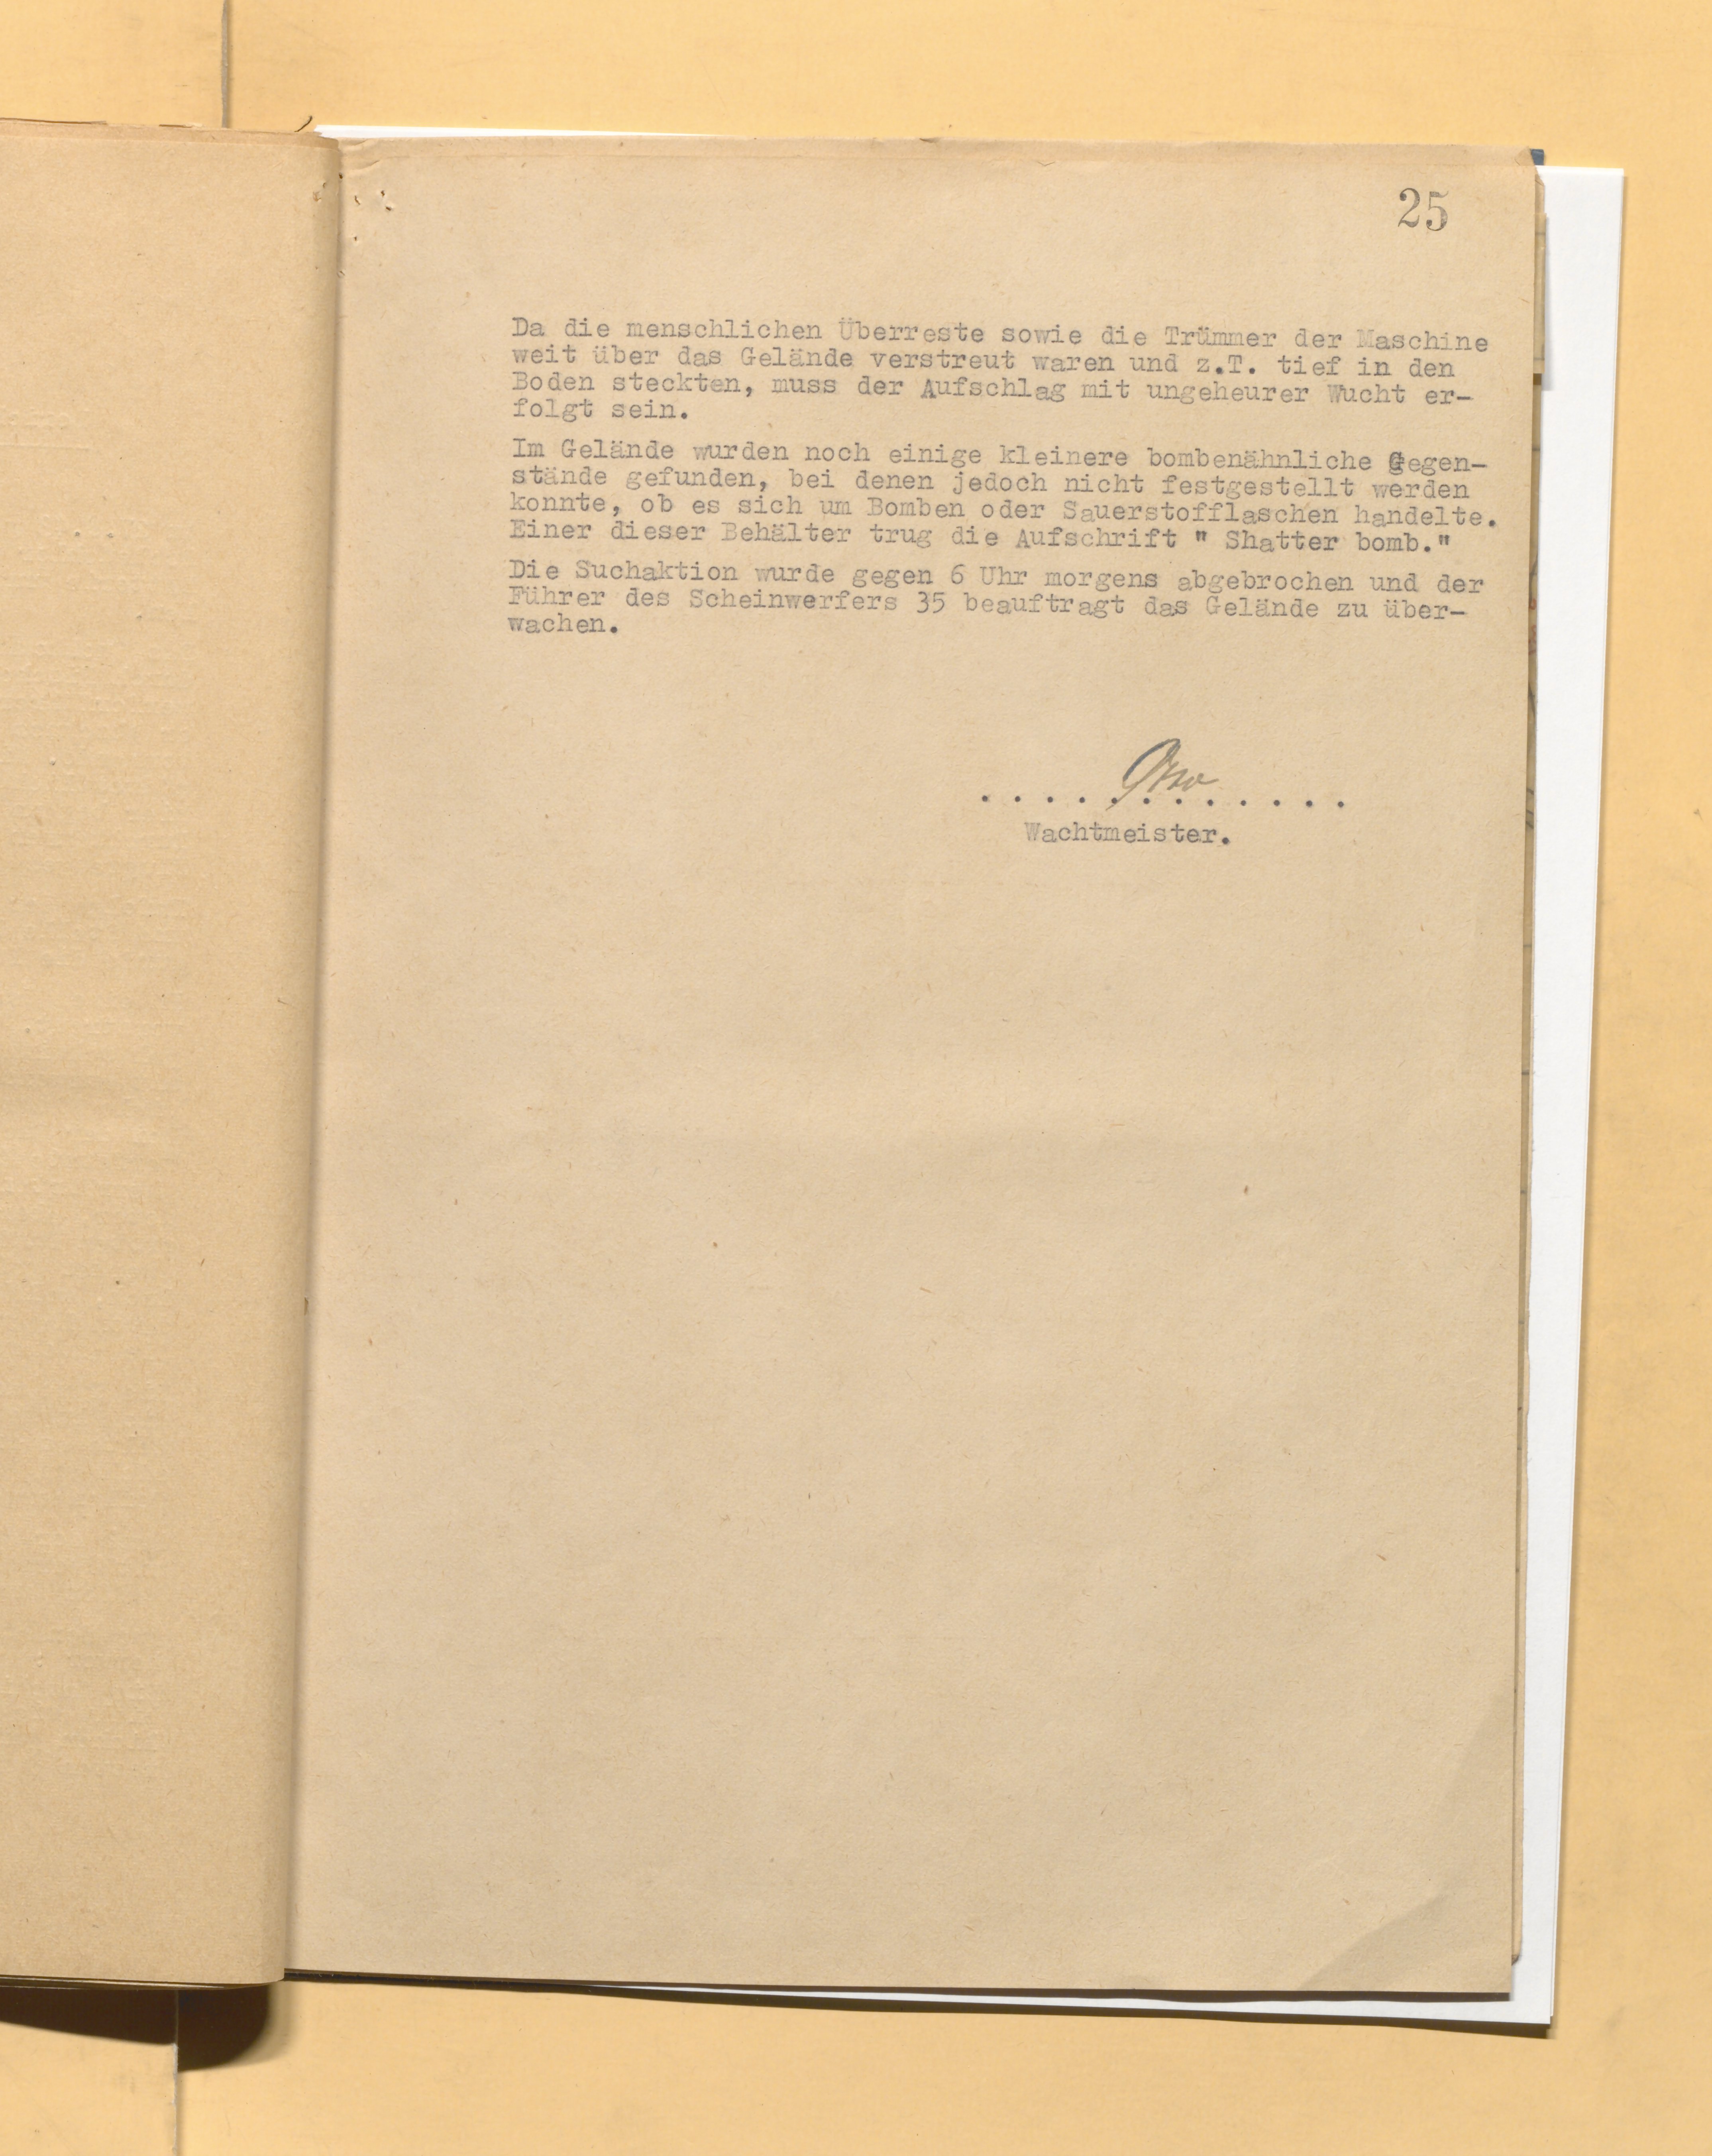 25
Da die menschlichen Überreste sowie die Trümmer der Maschine
weit über das Gelände verstreut waren und z.T. tief in den
Boden steckten, muss der Aufschlag mit ungeheurer Wucht er-
folgt sein.
Im Gelände wurden noch einige kleinere bombenähnliche Gegen-
stände gefunden, bei denen jedoch nicht festgestellt werden
konnte, ob es sich um Bomben oder Sauerstofflaschen handelte.
Einer dieser Behälter trug die Aufschrift " Shatter bomb."
Die Suchaktion wurde gegen 6 Uhr morgens abgebrochen und der
Führer des Scheinwerfers 35 beauftragt das Gelände zu über-
wachen.
.............
Wachtmeister.